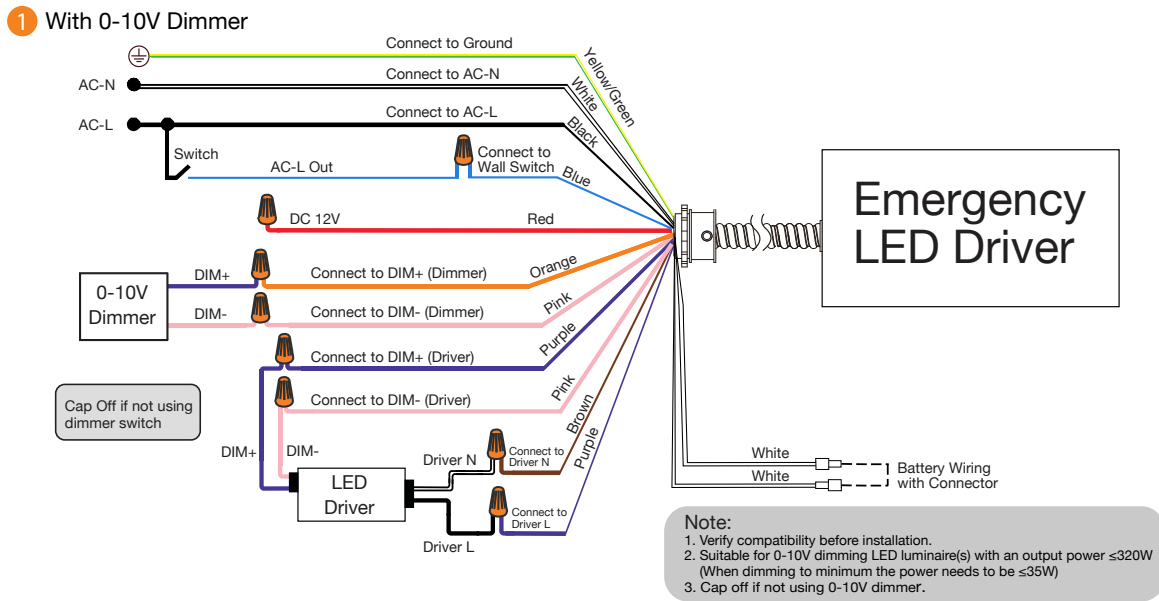 1 With 0-10V Dimmer
Connect to Ground
Yellow/Green
AC-N
Connect to AC-N
White
AC-L
Connect to AC-L
Black
Switch
AC-L Out
Connect to
Wall Switch
Blue
DC 12V
Red
Emergency
LED Driver
0-10V
Dimmer
DIM+
Connect to DIM+ (Dimmer)
Orange
DIM-
Connect to DIM- (Dimmer)
Pink
Connect to DIM+ (Driver)
Purple
Connect to DIM- (Driver)
Pink
Cap Off if not using
dimmer switch
DIM+
DIM-
LED
Driver
Driver N
Connect to
Driver N
Brown
Driver L
Connect to
Driver L
Purple
White
White
Battery Wiring
with Connector
Note:
1. Verify compatibility before installation.
2. Suitable for 0-10V dimming LED luminaire(s) with an output power ≤320W
(When dimming to minimum the power needs to be ≤35W)
3. Cap off if not using 0-10V dimmer.